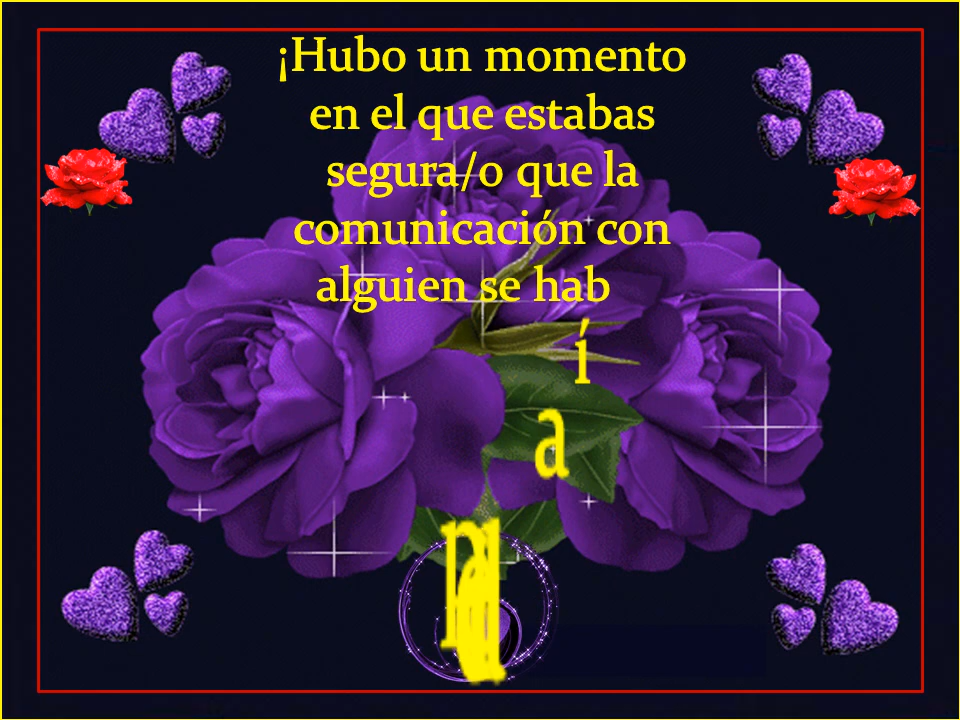 ¡Hubo un momento
en el que estabas
segura/o que la
comunicación con
alguien se hab
í
a